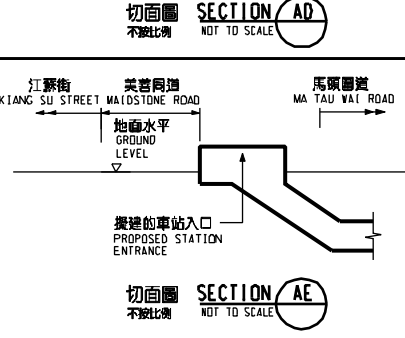 切面圖 SECTION AD
不按比例 NOT TO SCALE
江蘇街
KIANG SU STREET
美善同道
MAIDSTONE ROAD
馬頭圍道
MA TAU WAI ROAD
地面水平
GROUND
LEVEL
擬建的車站入口
PROPOSED STATION
ENTRANCE
切面圖 SECTION AE
不按比例 NOT TO SCALE